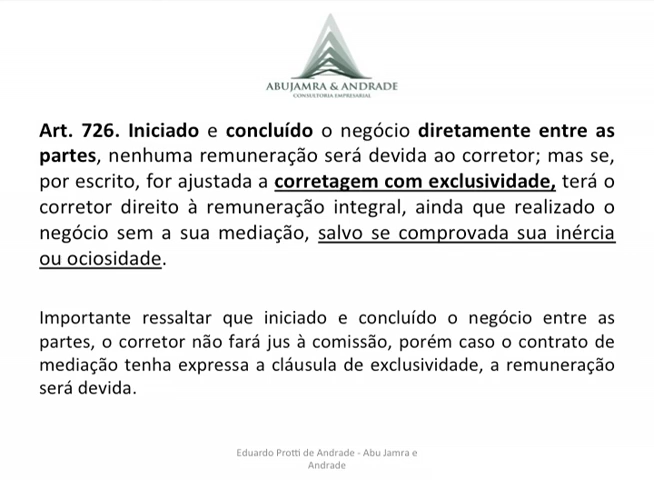 ABUJAMRA & ANDRADE
CONSULTORIA EMPRESARIAL
Art. 726. Iniciado e concluído o negócio diretamente entre as
partes, nenhuma remuneração será devida ao corretor; mas se,
por escrito, for ajustada a corretagem com exclusividade, terá o
corretor direito à remuneração integral, ainda que realizado o
negócio sem a sua mediação, salvo se comprovada sua inércia
ou ociosidade.
Importante ressaltar que iniciado e concluído o negócio entre as
partes, o corretor não fará jus à comissão, porém caso o contrato de
mediação tenha expressa a cláusula de exclusividade, a remuneração
será devida.
Eduardo Protti de Andrade - Abu Jamra e
Andrade